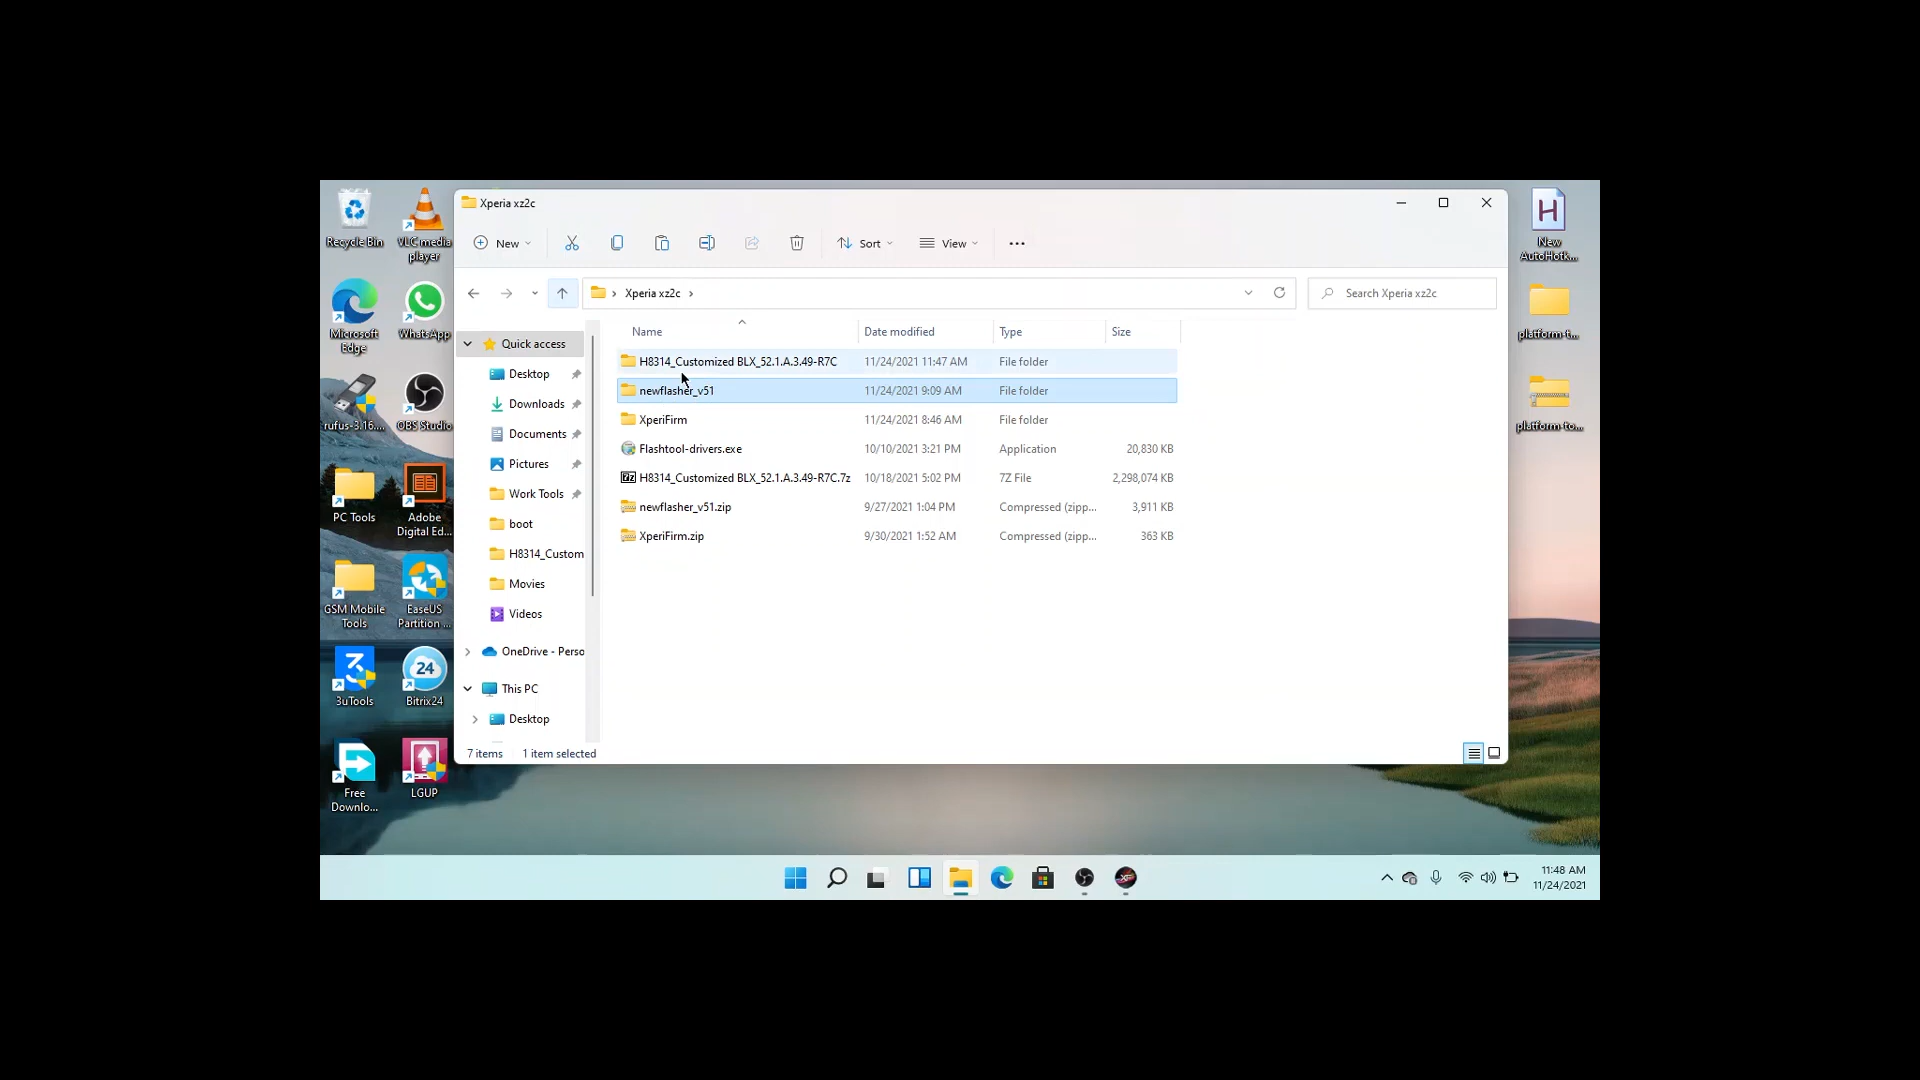 Xperia xz2c
New
Sort
View
Xperia xz2c
Search Xperia xz2c
Name
Date modified
Type
Size
H8314_Customized BLX_52.1.A.3.49-R7C 11/24/2021 11:47 AM File folder
newflasher_v51 11/24/2021 9:09 AM File folder
XperiFirm 11/24/2021 8:46 AM File folder
Flashtool-drivers.exe 10/10/2021 3:21 PM Application 20,830 KB
H8314_Customized BLX_52.1.A.3.49-R7C.7z 10/18/2021 5:02 PM 7Z File 2,298,074 KB
newflasher_v51.zip 9/27/2021 1:04 PM Compressed (zipp... 3,911 KB
XperiFirm.zip 9/30/2021 1:52 AM Compressed (zipp... 363 KB
Quick access
Desktop
Downloads
Documents
Pictures
Work Tools
boot
H8314_Custom
Movies
Videos
OneDrive - Perso
This PC
Desktop
7 items 1 item selected
Recycle Bin
VLC media
player
Microsoft
Edge
WhatsApp
rufus-3.16....
OBS Studio
PC Tools
Adobe
Digital Ed...
GSM Mobile
Tools
EaseUS
Partition ...
3uTools
24
Bitrix24
Free
Downlo...
LGUP
H
New
AutoHotk...
platform-t...
platform-to...
11:48 AM
11/24/2021